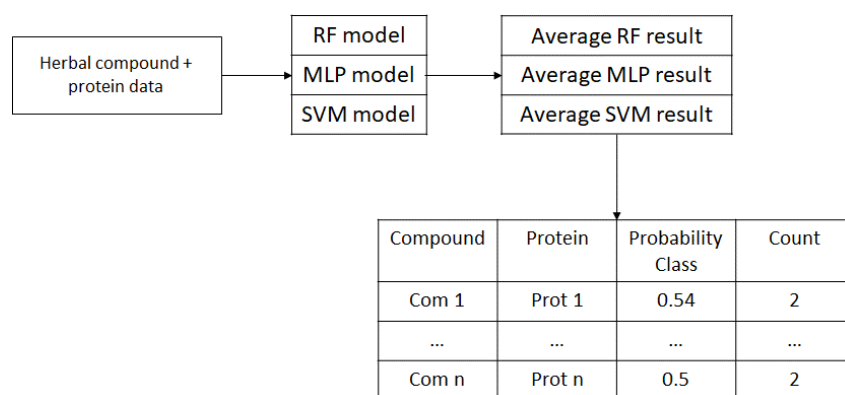 Herbal compound +
protein data
RF model
MLP model
SVM model
Average RF result
Average MLP result
Average SVM result
Compound Protein Probability Class Count
Com 1 Prot 1 0.54 2
... ... ... ...
Com n Prot n 0.5 2